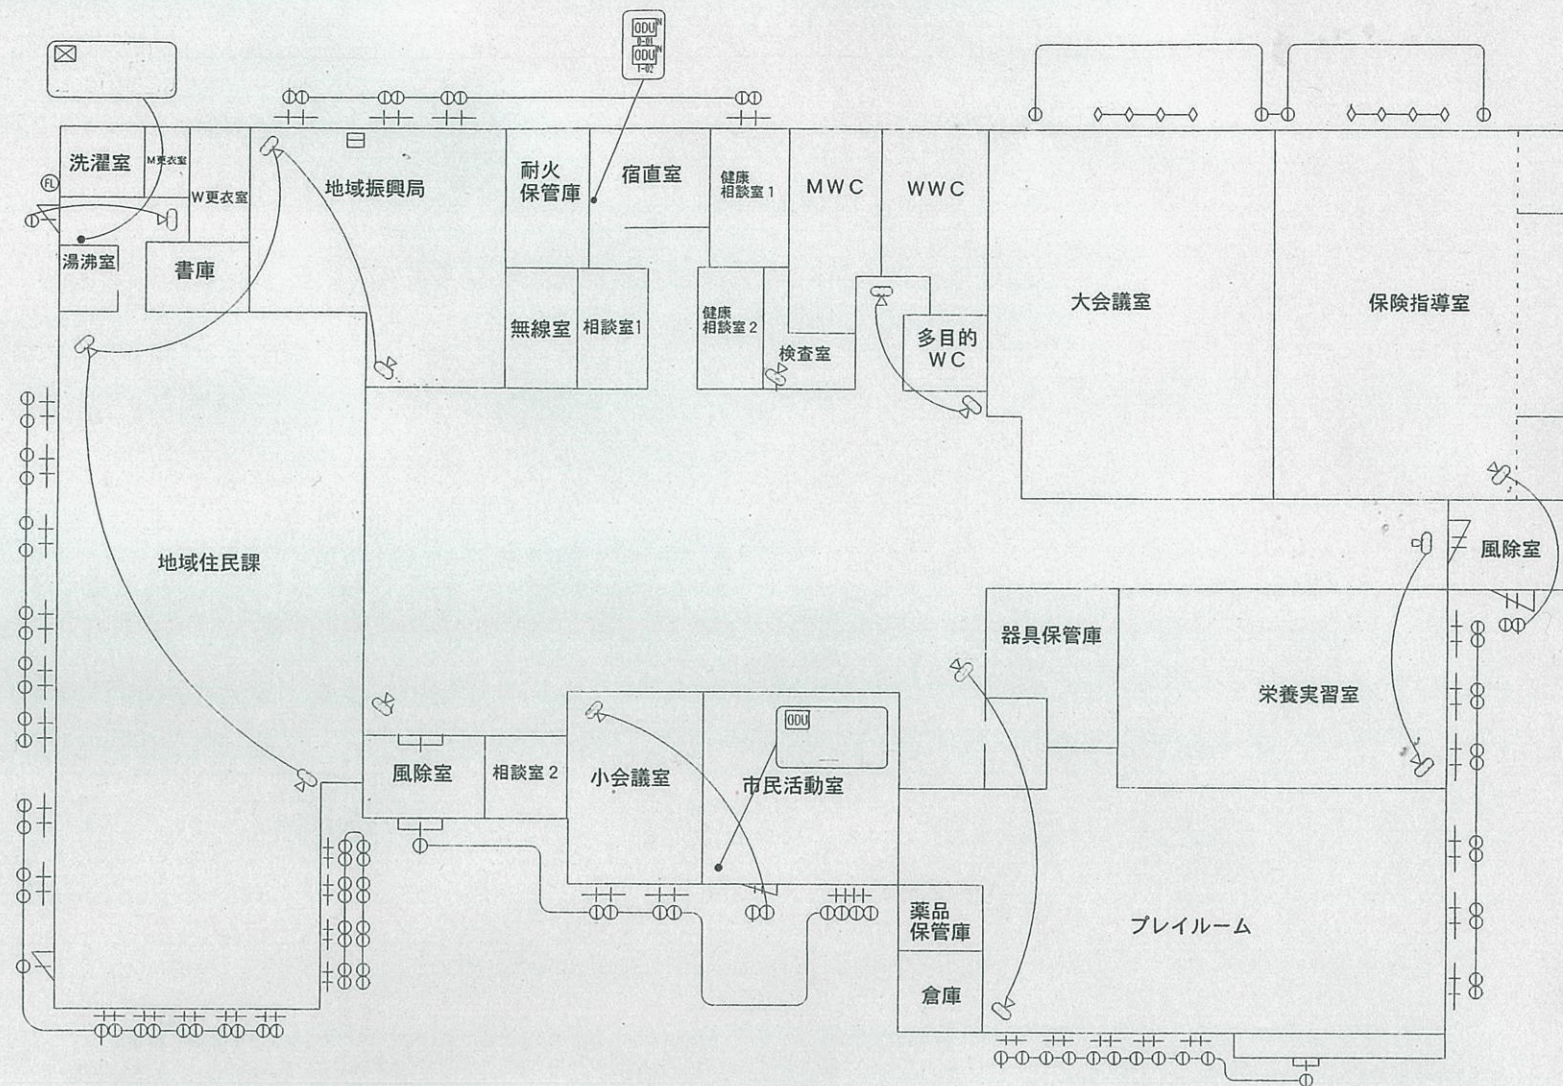 ODU N
0-01
ODU N
1-02
洗濯室
M更衣室
W更衣室
地域振興局
耐火
保管庫
宿直室
健康
相談室1
MWC
WWC
FL
湯沸室
書庫
無線室
相談室1
健康
相談室2
検査室
多目的
WC
大会議室
保険指導室
地域住民課
風除室
器具保管庫
栄養実習室
風除室
相談室2
小会議室
ODU
市民活動室
薬品
保管庫
倉庫
プレイルーム